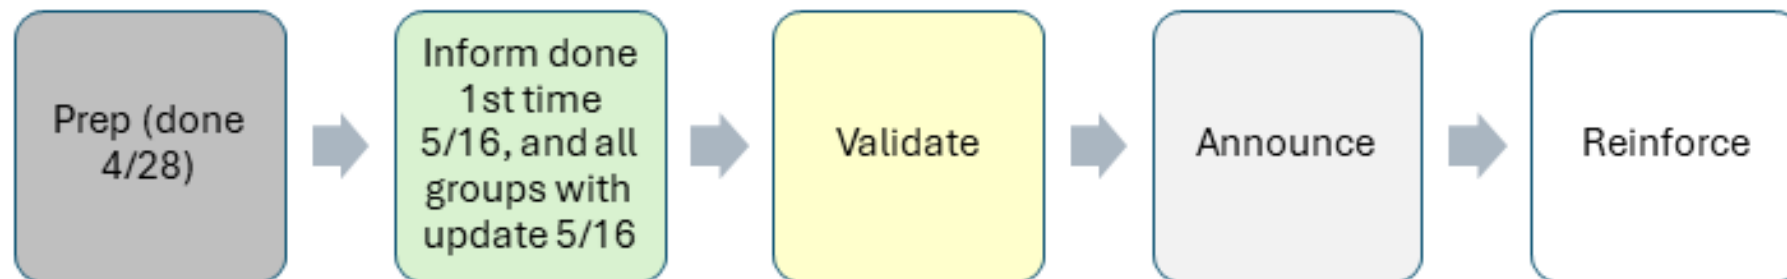 Prep (done
4/28)
Inform done
1st time
5/16, and all
groups with
update 5/16
Validate
Announce
Reinforce